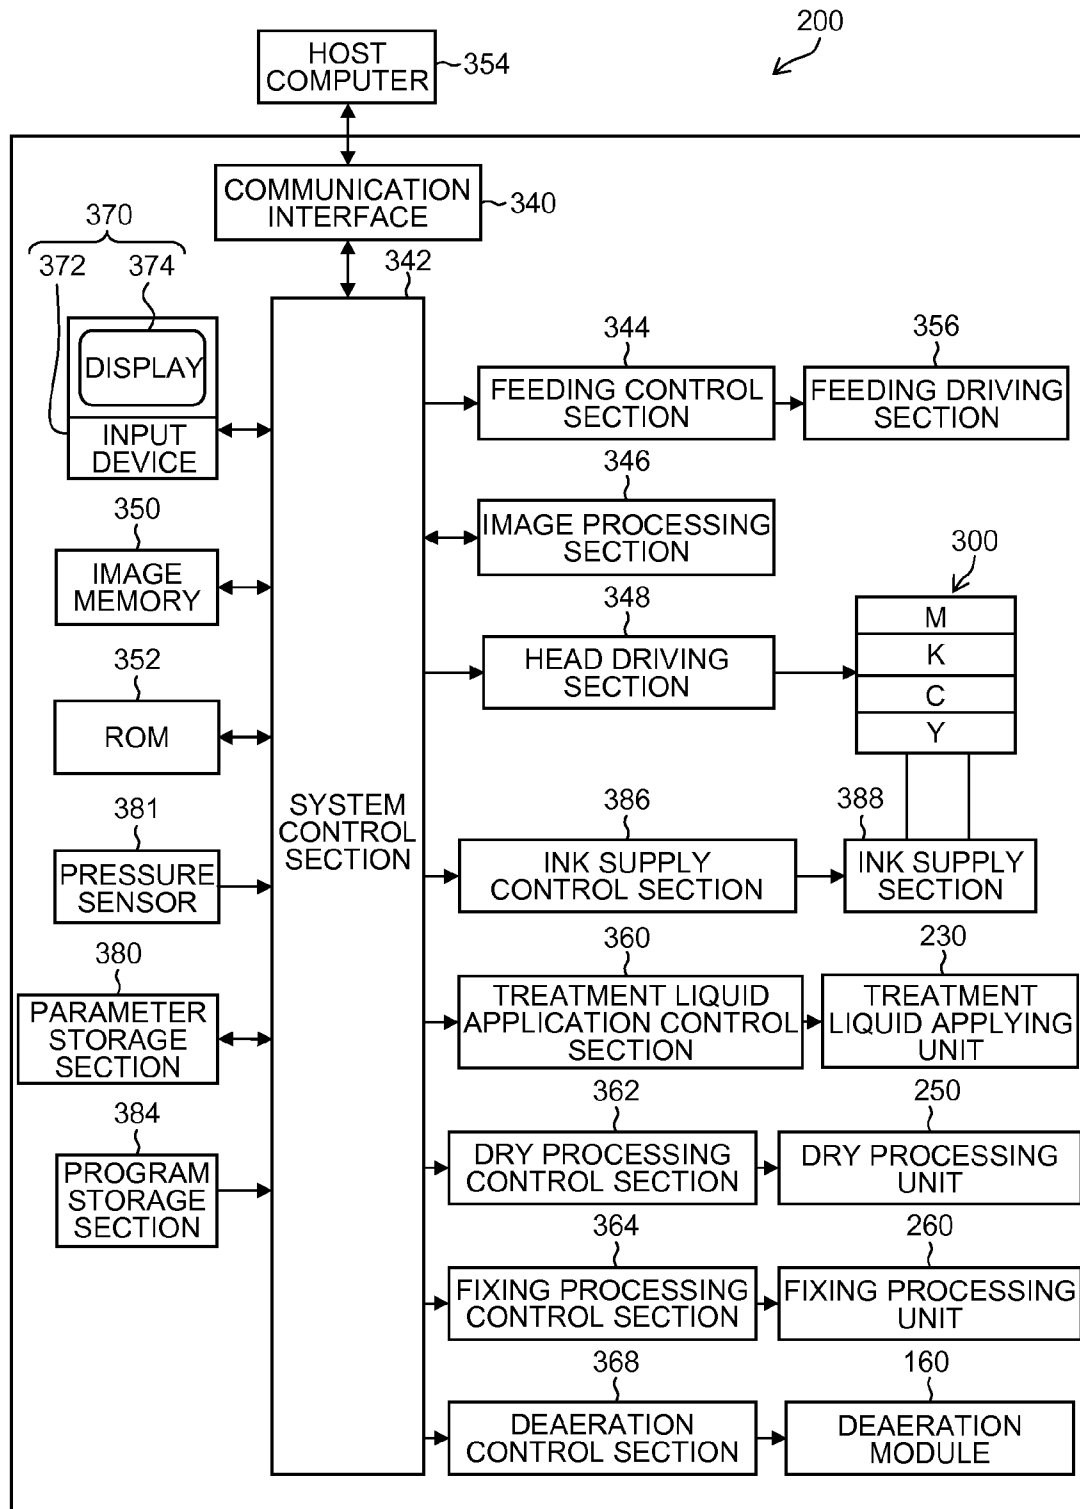 200
HOST
COMPUTER
354
COMMUNICATION
INTERFACE
340
370
372
374
342
DISPLAY
INPUT
DEVICE
344
FEEDING CONTROL
SECTION
356
FEEDING DRIVING
SECTION
346
IMAGE PROCESSING
SECTION
350
IMAGE
MEMORY
348
HEAD DRIVING
SECTION
300
M
K
C
Y
352
ROM
SYSTEM
CONTROL
SECTION
381
PRESSURE
SENSOR
386
INK SUPPLY
CONTROL SECTION
388
INK SUPPLY
SECTION
380
PARAMETER
STORAGE
SECTION
360
TREATMENT LIQUID
APPLICATION CONTROL
SECTION
230
TREATMENT
LIQUID APPLYING
UNIT
384
PROGRAM
STORAGE
SECTION
362
DRY PROCESSING
CONTROL SECTION
250
DRY PROCESSING
UNIT
364
FIXING PROCESSING
CONTROL SECTION
260
FIXING PROCESSING
UNIT
368
DEAERATION
CONTROL SECTION
160
DEAERATION
MODULE